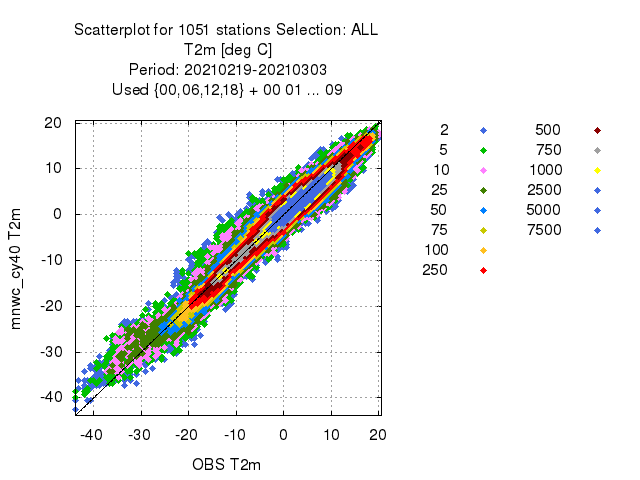 Scatterplot for 1051 stations Selection: ALL
T2m [deg C]
Period: 20210219-20210303
Used {00,06,12,18} + 00 01 ... 09
mnwc_cy40 T2m
20
10
0
-10
-20
-30
-40
-40 -30 -20 -10 0 10 20
OBS T2m
2 500
5 750
10 1000
25 2500
50 5000
75 7500
100
250